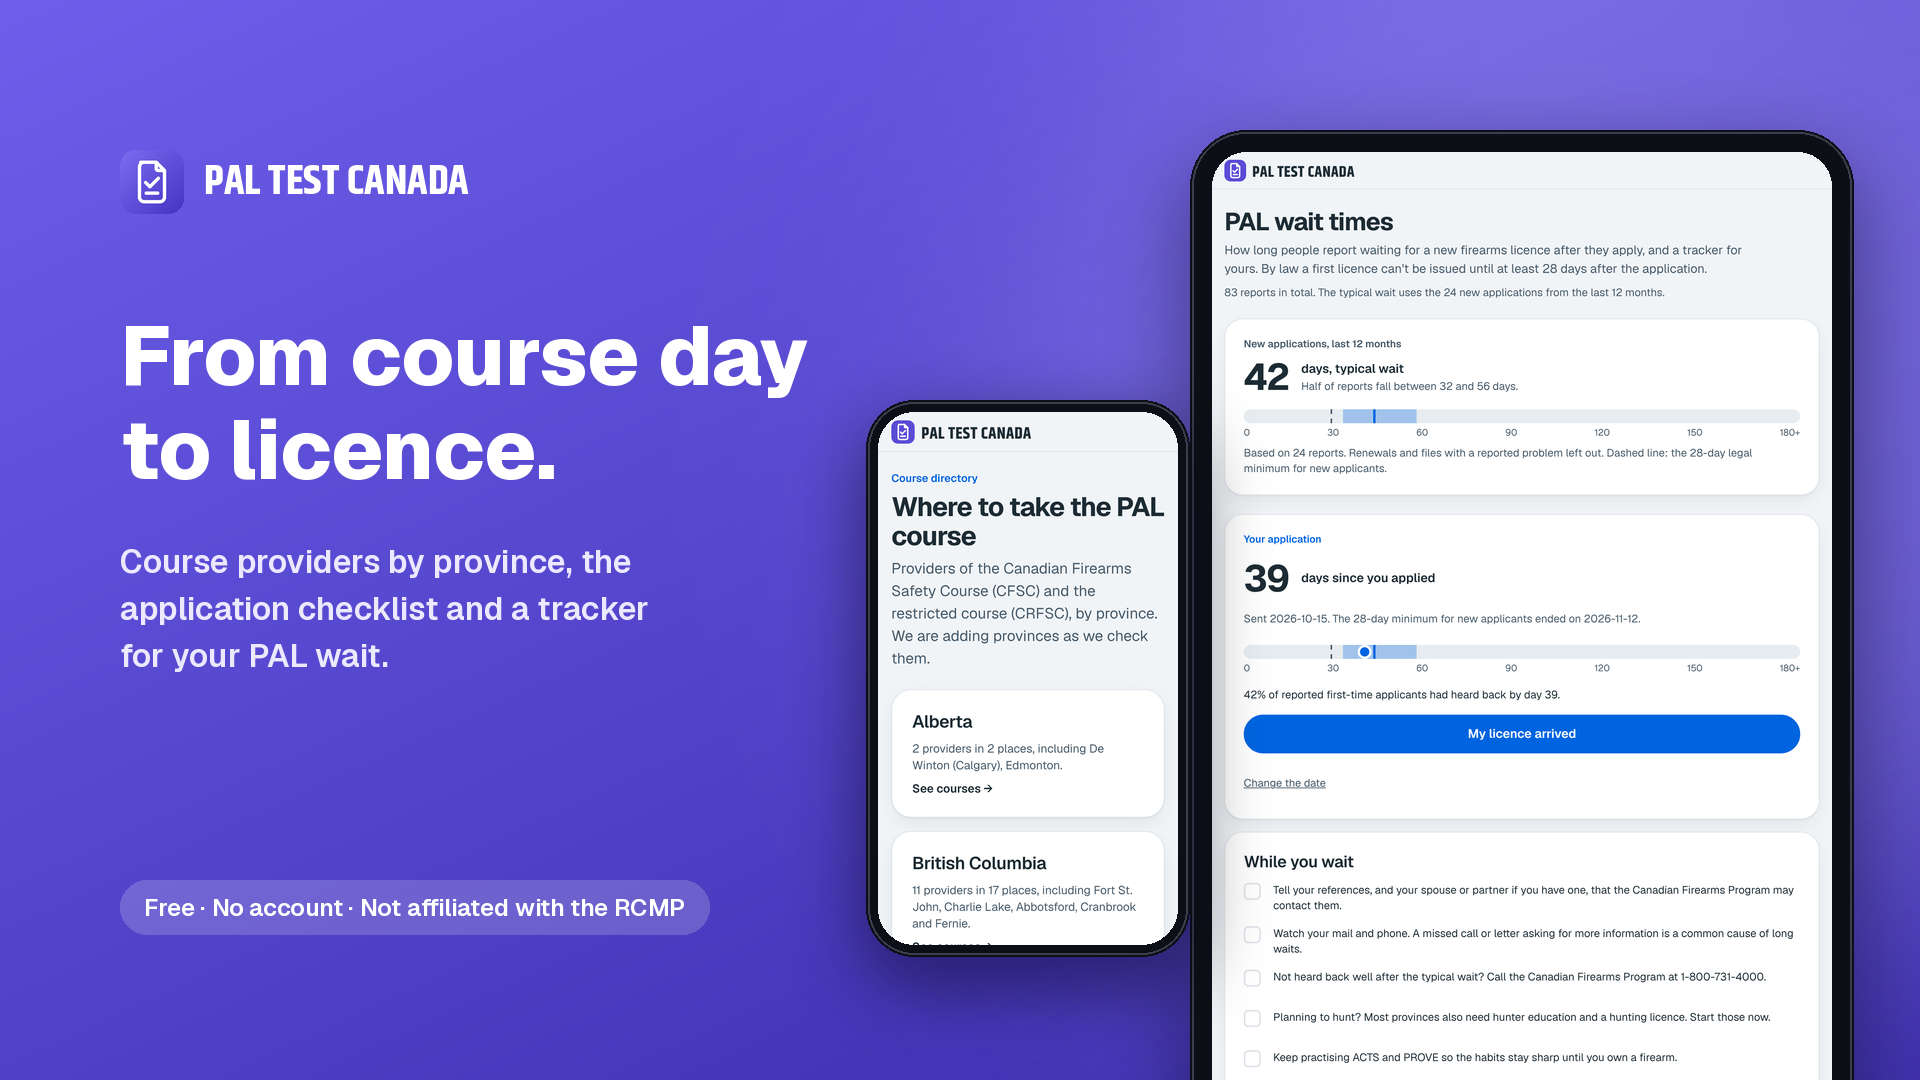 PAL TEST CANADA
From course day
to licence.
Course providers by province, the
application checklist and a tracker
for your PAL wait.
Free · No account · Not affiliated with the RCMP
PAL TEST CANADA
Course directory
Where to take the PAL
course
Providers of the Canadian Firearms
Safety Course (CFSC) and the
restricted course (CRFSC), by province.
We are adding provinces as we check
them.
Alberta
2 providers in 2 places, including De
Winton (Calgary), Edmonton.
See courses →
British Columbia
11 providers in 17 places, including Fort St.
John, Charlie Lake, Abbotsford, Cranbrook
and Fernie.
PAL TEST CANADA
PAL wait times
How long people report waiting for a new firearms licence after they apply, and a tracker for
yours. By law a first licence can't be issued until at least 28 days after the application.
83 reports in total. The typical wait uses the 24 new applications from the last 12 months.
New applications, last 12 months
42 days, typical wait
Half of reports fall between 32 and 56 days.
0 30 60 90 120 150 180+
Based on 24 reports. Renewals and files with a reported problem left out. Dashed line: the 28-day legal
minimum for new applicants.
Your application
39 days since you applied
Sent 2026-10-15. The 28-day minimum for new applicants ended on 2026-11-12.
0 30 60 90 120 150 180+
42% of reported first-time applicants had heard back by day 39.
My licence arrived
Change the date
While you wait
Tell your references, and your spouse or partner if you have one, that the Canadian Firearms Program may
contact them.
Watch your mail and phone. A missed call or letter asking for more information is a common cause of long
waits.
Not heard back well after the typical wait? Call the Canadian Firearms Program at 1-800-731-4000.
Planning to hunt? Most provinces also need hunter education and a hunting licence. Start those now.
Keep practising ACTS and PROVE so the habits stay sharp until you own a firearm.